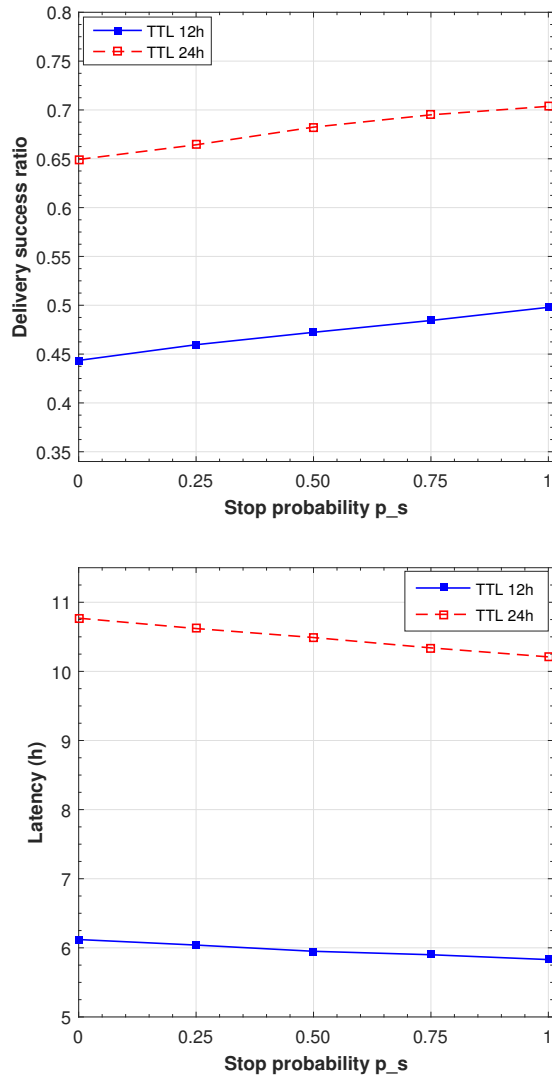 0.8
TTL 12h
TTL 24h
0.75
0.7
0.65
0.6
0.55
0.5
0.45
0.4
0.35
Delivery success ratio
0 0.25 0.50 0.75 1
Stop probability p_s
TTL 12h
TTL 24h
11
10
9
8
7
6
5
Latency (h)
0 0.25 0.50 0.75 1
Stop probability p_s